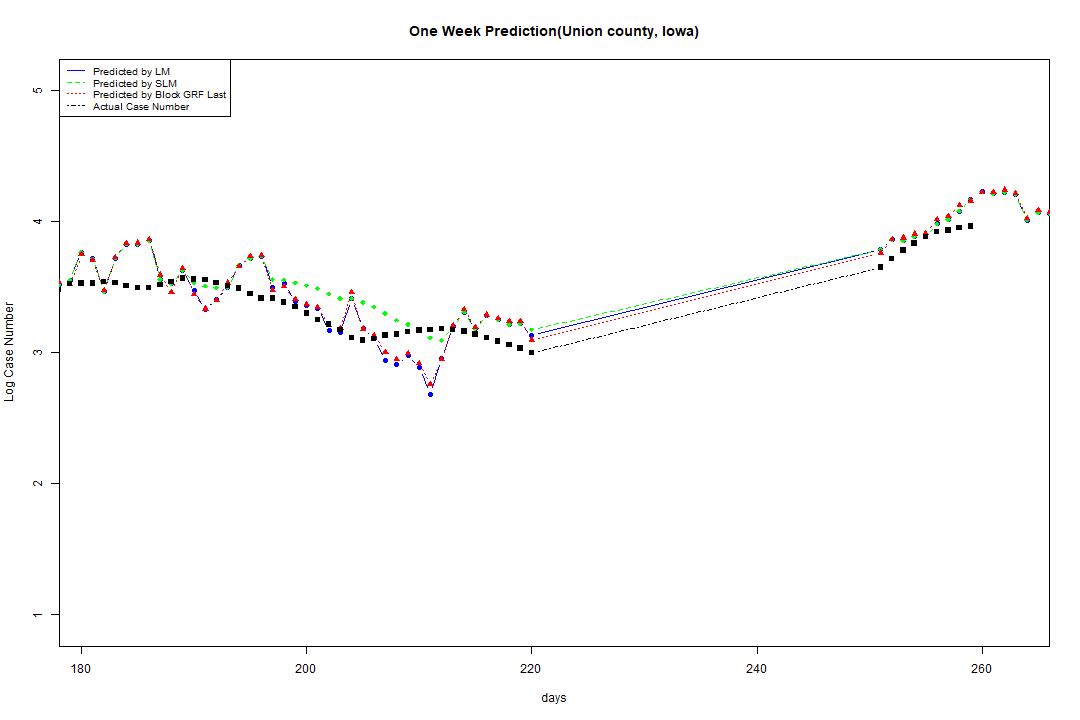 One Week Prediction(Union county, Iowa)
Predicted by LM
Predicted by SLM
Predicted by Block GRF Last
Actual Case Number
5
4
3
2
1
Log Case Number
180 200 220 240 260
days